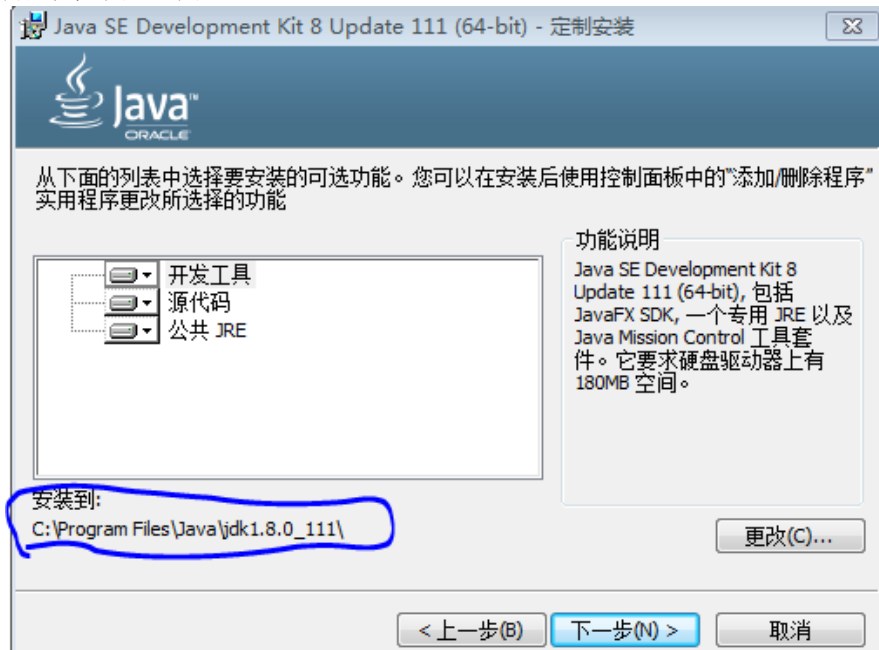 Java SE Development Kit 8 Update 111 (64-bit) - 定制安装
Java™
ORACLE
从下面的列表中选择要安装的可选功能。您可以在安装后使用控制面板中的"添加/删除程序"
实用程序更改所选择的功能
开发工具
源代码
公共 JRE
功能说明
Java SE Development Kit 8
Update 111 (64-bit), 包括
JavaFX SDK, 一个专用 JRE 以及
Java Mission Control 工具套
件。它要求硬盘驱动器上有
180MB 空间。
安装到:
C:\Program Files\Java\jdk1.8.0_111\
更改(C)...
<上一步(B)
下一步(N) >
取消